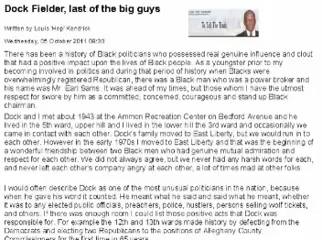 Dock Fielder, last of the big guys
Written by Louis 'Hop' Kendrick
Wednesday, 05 October 2011 09:33
To Tell The Truth
There has been a history of Black politicians who possessed real genuine influence and clout
that had a positive impact upon the lives of Black people. As a youngster prior to my
becoming involved in politics and during that period of history when Blacks were
overwhelmingly registered Republican, there was a Black man who was a power broker and
his name was Mr. Earl Sams. It was ahead of my times, but those whom I have the utmost
respect for swore by him as a committed, concerned, courageous and stand up Black
chairman.
Dock and I met about 1943 at the Ammon Recreation Center on Bedford Avenue and he
lived in the 5th ward, upper Hill and I lived in the lower Hill the 3rd ward and occasionally we
came in contact with each other. Dock's family moved to East Liberty, but we would run in to
each other. However in the early 1970s I moved to East Liberty and that was the beginning of
a wonderful friendship between two Black men who had genuine mutual admiration and
respect for each other. We did not always agree, but we never had any harsh words for each,
and never left each other's company angry at each other, a lot of times mad at other folks.
I would often describe Dock as one of the most unusual politicians in the nation, because
when he gave his word it counted. He meant what he said and said what he meant, whether
it was to any elected public officials, preachers, police, hustlers, persons selling wolf tickets,
and others. If there was enough room I could list those positive acts that Dock was
responsible for. For example the 12th and 10th wards made history by defecting from the
Democrats and electing two Republicans to the positions of Allegheny County
Commissioners for the first time in 65 years.